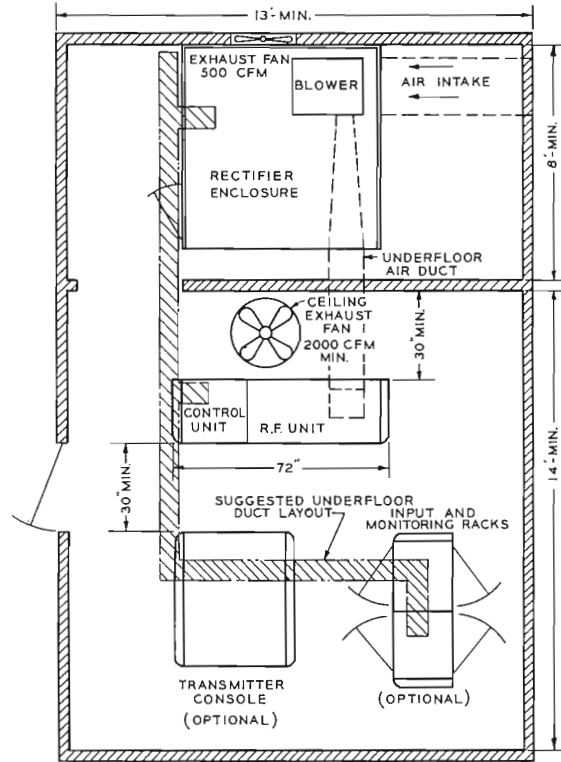 13'-MIN.
EXHAUST FAN
500 CFM
BLOWER
AIR INTAKE
8'-MIN.
RECTIFIER
ENCLOSURE
UNDERFLOOR
AIR DUCT
CEILING
EXHAUST
FAN
2000 CFM
MIN.
30" MIN.
CONTROL
UNIT
R.F. UNIT
72"
30" MIN.
14'-MIN.
SUGGESTED UNDERFLOOR
DUCT LAYOUT
INPUT AND
MONITORING RACKS
TRANSMITTER
CONSOLE
(OPTIONAL)
(OPTIONAL)